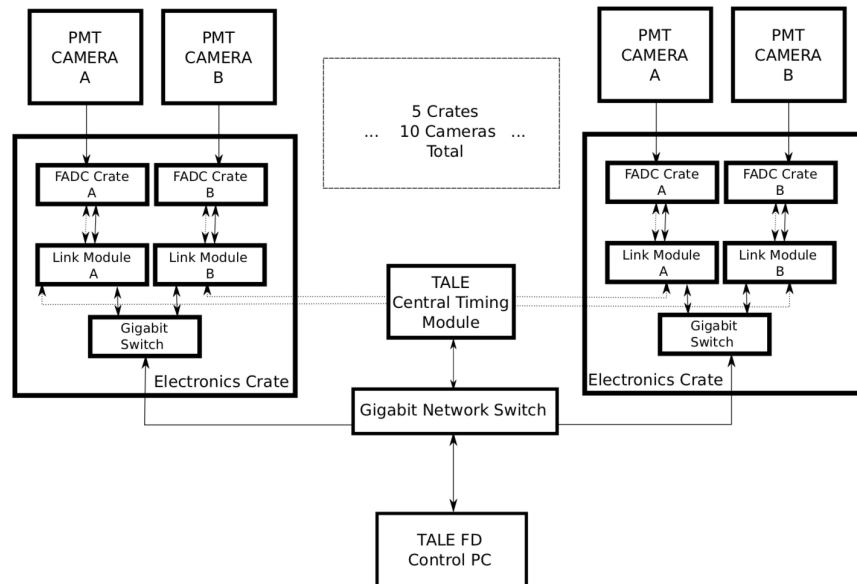 PMT
CAMERA
A
PMT
CAMERA
B
5 Crates
... 10 Cameras ...
Total
PMT
CAMERA
A
PMT
CAMERA
B
FADC Crate
A
FADC Crate
B
Link Module
A
Link Module
B
Gigabit
Switch
Electronics Crate
TALE
Central Timing
Module
FADC Crate
A
FADC Crate
B
Link Module
A
Link Module
B
Gigabit
Switch
Electronics Crate
Gigabit Network Switch
TALE FD
Control PC